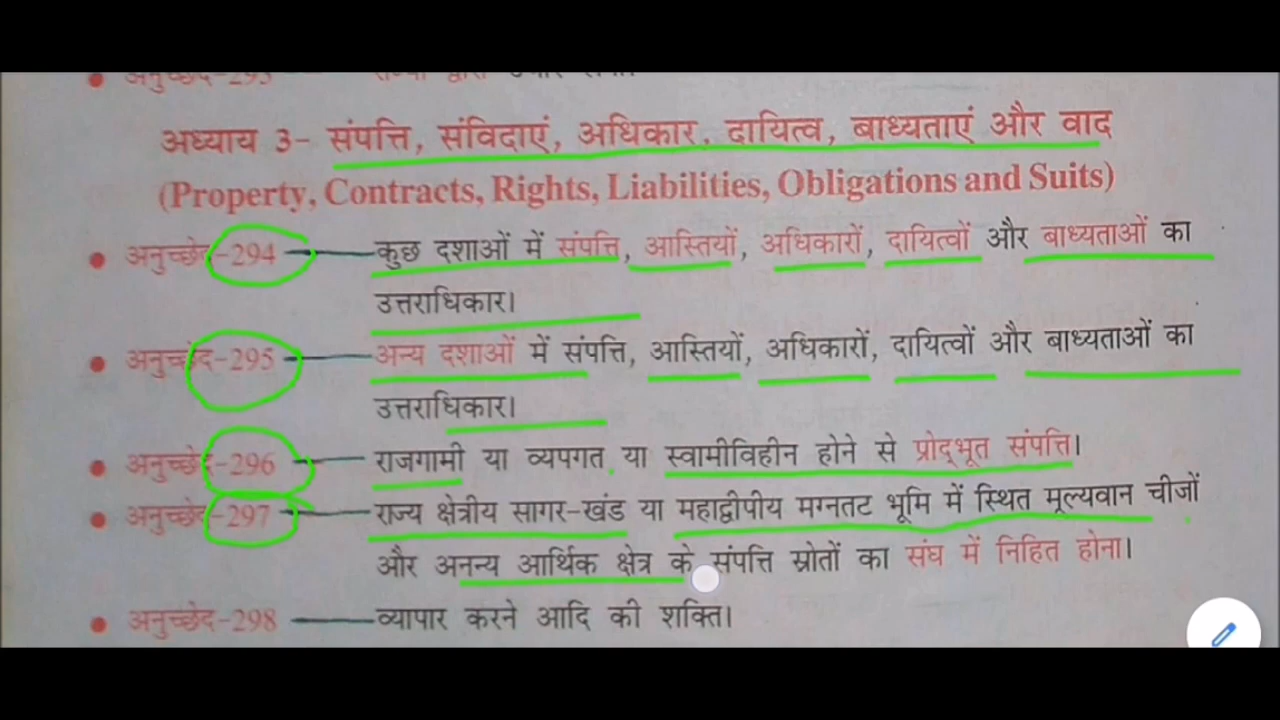 अनुच्छेद-293
अध्याय 3- संपत्ति, संविदाएं, अधिकार, दायित्व, बाध्यताएं और वाद
(Property, Contracts, Rights, Liabilities, Obligations and Suits)
• अनुच्छेद-294 — कुछ दशाओं में संपत्ति, आस्तियों, अधिकारों, दायित्वों और बाध्यताओं का
उत्तराधिकार।
• अनुच्छेद-295 — अन्य दशाओं में संपत्ति, आस्तियों, अधिकारों, दायित्वों और बाध्यताओं का
उत्तराधिकार।
• अनुच्छेद-296 — राजगामी या व्यपगत या स्वामीविहीन होने से प्रोद्‌भूत संपत्ति।
• अनुच्छेद-297 — राज्य क्षेत्रीय सागर-खंड या महाद्वीपीय मग्नतट भूमि में स्थित मूल्यवान चीजों
और अनन्य आर्थिक क्षेत्र के संपत्ति स्रोतों का संघ में निहित होना।
• अनुच्छेद-298 — व्यापार करने आदि की शक्ति।